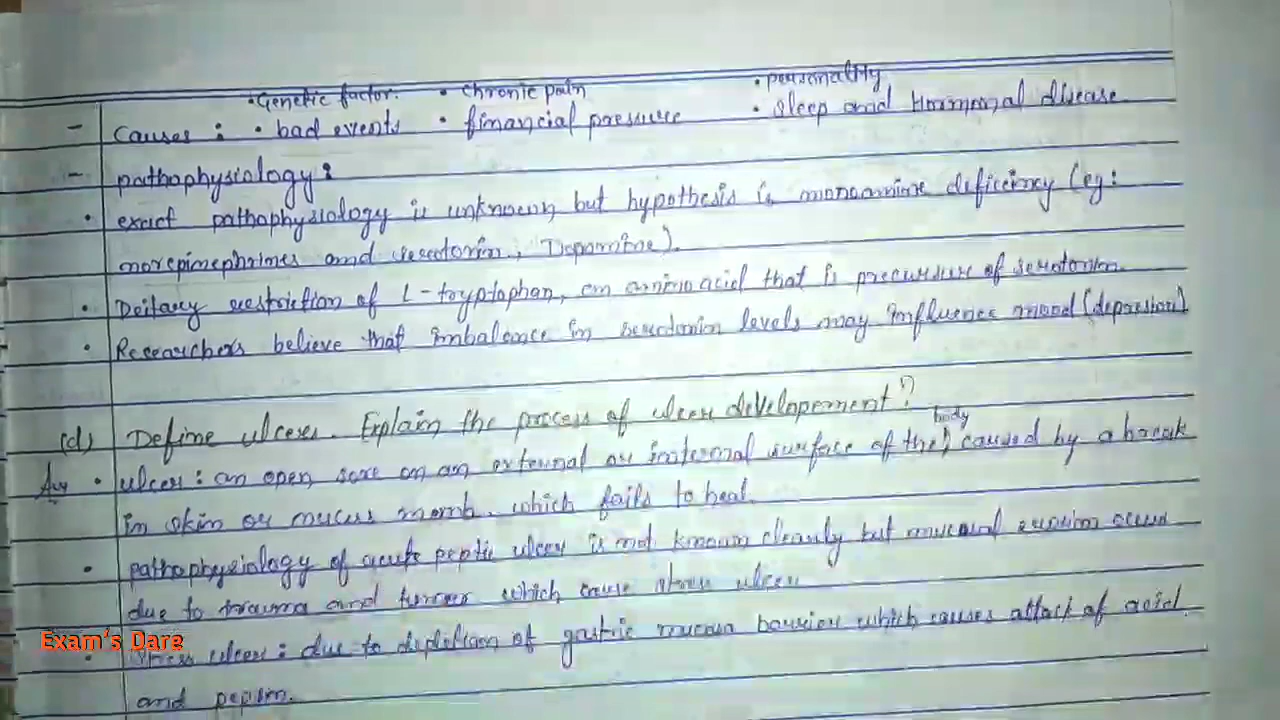 • Genetic factor. • chronic pain • personality
- causes : • bad events • financial pressure • sleep and Hormonal disease
- pathophysiology :
• exact pathophysiology is unknown but hypothesis is monoamine deficiency (eg:
norepinephrines and serotonin, Dopamine).
• Deitary restriction of L-tryptophan, an amino acid that is precursure of serotonin.
• Researchers believe that imbalance in serotonin levels may influence mood (depression)
(d) Define ulcers. Explain the process of ulcer developement?
Ans • ulcer : an open sore on an external or internal surface of the body caused by a break
in skin or mucus memb. which fails to heal.
• pathophysiology of acute peptic ulcer is not known clearly but mucosal erosion occur
due to trauma and which cause stress ulcer
• stress ulcer : due to depletion of gastric mucosa barrier which causes attack of acid
and pepsin.
Exam's Dare